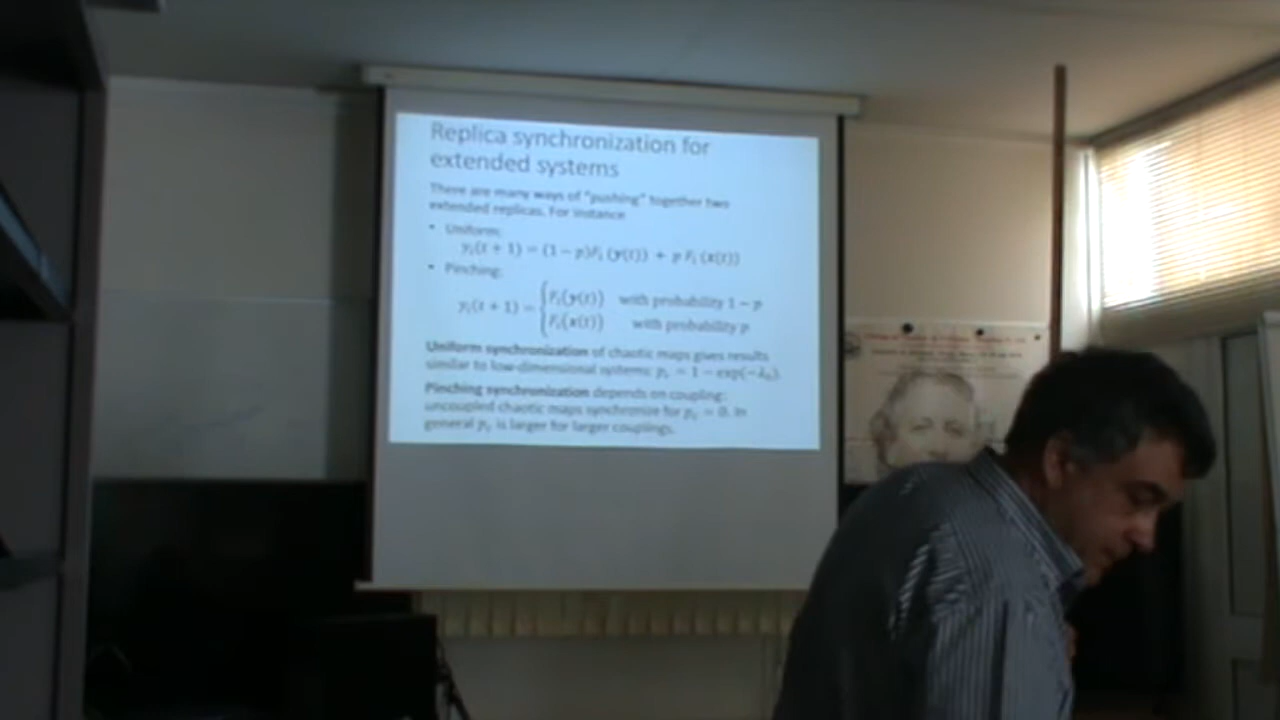 Replica synchronization for
extended systems
There are many ways of "pushing" together two
extended replicas. For instance
• Uniform:
yᵢ(t + 1) = (1 − p)Fᵢ (y(t)) + p Fᵢ (x(t))
• Pinching:
yᵢ(t + 1) = { Fᵢ(y(t)) with probability 1 − p
Fᵢ(x(t)) with probability p
Uniform synchronization of chaotic maps gives results
similar to low-dimensional systems: p꜀ = 1 − exp(−λ₀).
Pinching synchronization depends on coupling:
uncoupled chaotic maps synchronize for p꜀ = 0. In
general p꜀ is larger for larger couplings.